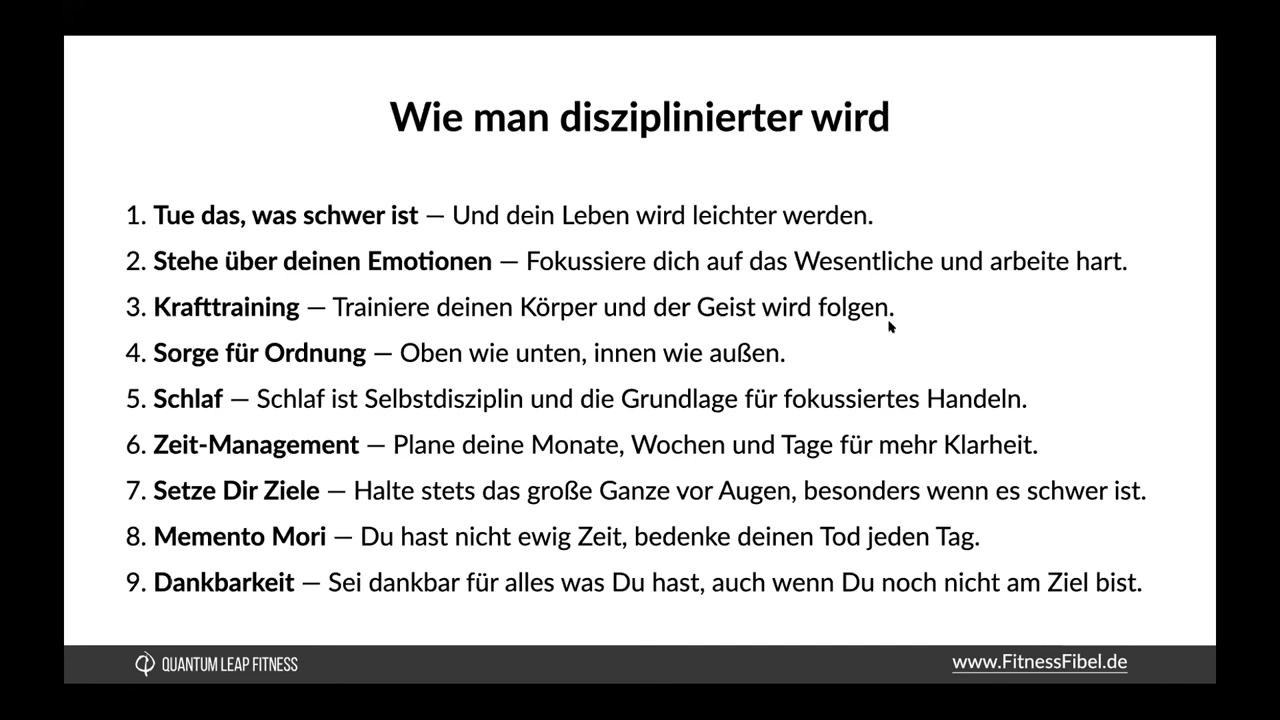 Wie man disziplinierter wird
1. Tue das, was schwer ist — Und dein Leben wird leichter werden.
2. Stehe über deinen Emotionen — Fokussiere dich auf das Wesentliche und arbeite hart.
3. Krafttraining — Trainiere deinen Körper und der Geist wird folgen.
4. Sorge für Ordnung — Oben wie unten, innen wie außen.
5. Schlaf — Schlaf ist Selbstdisziplin und die Grundlage für fokussiertes Handeln.
6. Zeit-Management — Plane deine Monate, Wochen und Tage für mehr Klarheit.
7. Setze Dir Ziele — Halte stets das große Ganze vor Augen, besonders wenn es schwer ist.
8. Memento Mori — Du hast nicht ewig Zeit, bedenke deinen Tod jeden Tag.
9. Dankbarkeit — Sei dankbar für alles was Du hast, auch wenn Du noch nicht am Ziel bist.
QUANTUM LEAP FITNESS
www.FitnessFibel.de